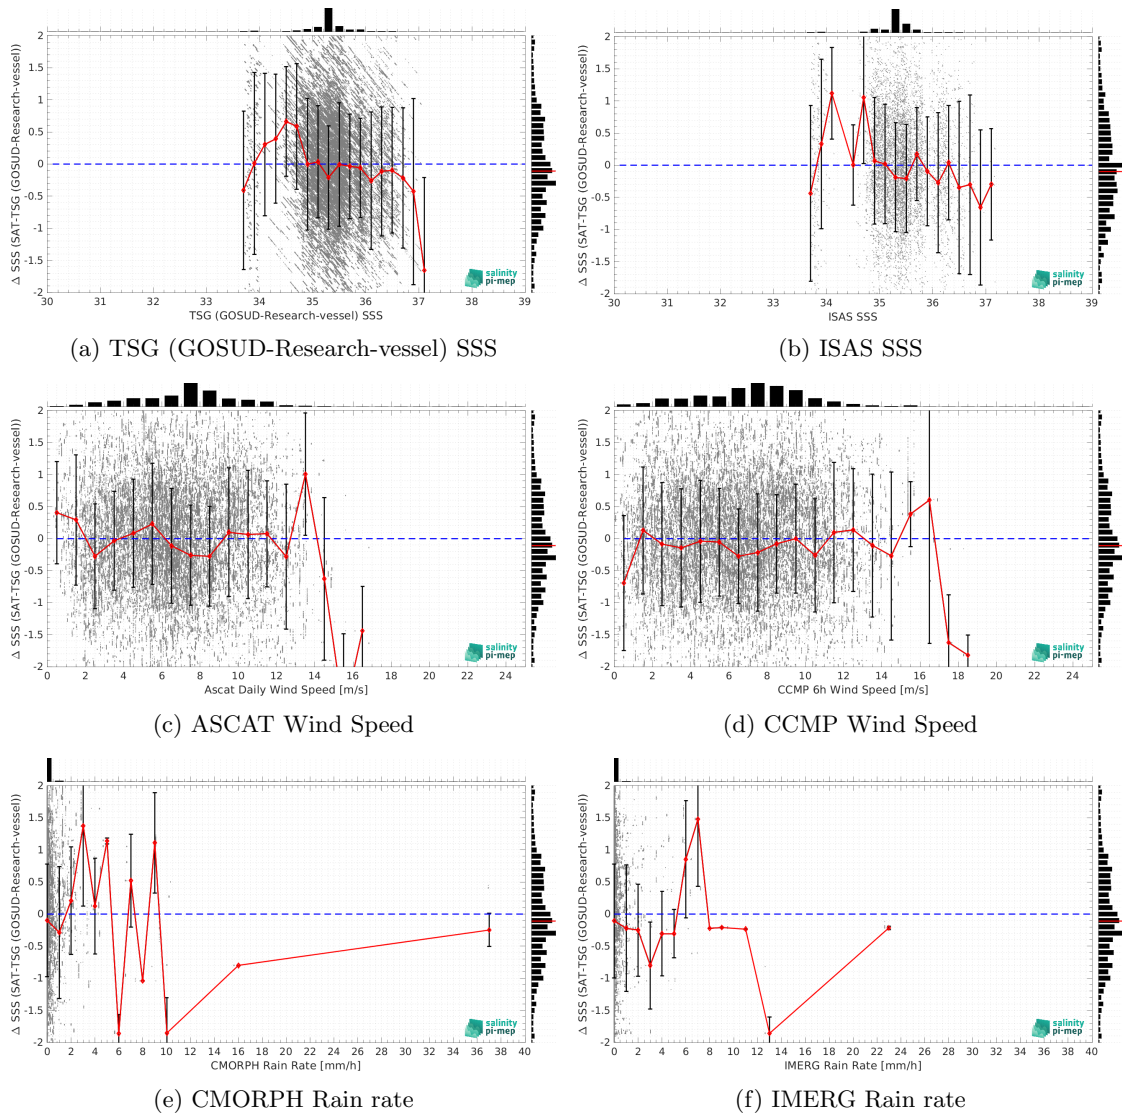 Δ SSS (SAT-TSG (GOSUD-Research-vessel))
2
1.5
1
0.5
0
-0.5
-1
-1.5
-2
30 31 32 33 34 35 36 37 38 39
TSG (GOSUD-Research-vessel) SSS
salinity
pi-mep
(a) TSG (GOSUD-Research-vessel) SSS
Δ SSS (SAT-TSG (GOSUD-Research-vessel))
2
1.5
1
0.5
0
-0.5
-1
-1.5
-2
30 31 32 33 34 35 36 37 38 39
ISAS SSS
salinity
pi-mep
(b) ISAS SSS
Δ SSS (SAT-TSG (GOSUD-Research-vessel))
2
1.5
1
0.5
0
-0.5
-1
-1.5
-2
0 2 4 6 8 10 12 14 16 18 20 22 24
Ascat Daily Wind Speed [m/s]
salinity
pi-mep
(c) ASCAT Wind Speed
Δ SSS (SAT-TSG (GOSUD-Research-vessel))
2
1.5
1
0.5
0
-0.5
-1
-1.5
-2
0 2 4 6 8 10 12 14 16 18 20 22 24
CCMP 6h Wind Speed [m/s]
salinity
pi-mep
(d) CCMP Wind Speed
Δ SSS (SAT-TSG (GOSUD-Research-vessel))
2
1.5
1
0.5
0
-0.5
-1
-1.5
-2
0 2 4 6 8 10 12 14 16 18 20 22 24 26 28 30 32 34 36 38 40
CMORPH Rain Rate [mm/h]
salinity
pi-mep
(e) CMORPH Rain rate
Δ SSS (SAT-TSG (GOSUD-Research-vessel))
2
1.5
1
0.5
0
-0.5
-1
-1.5
-2
0 2 4 6 8 10 12 14 16 18 20 22 24 26 28 30 32 34 36 38 40
IMERG Rain Rate [mm/h]
salinity
pi-mep
(f) IMERG Rain rate